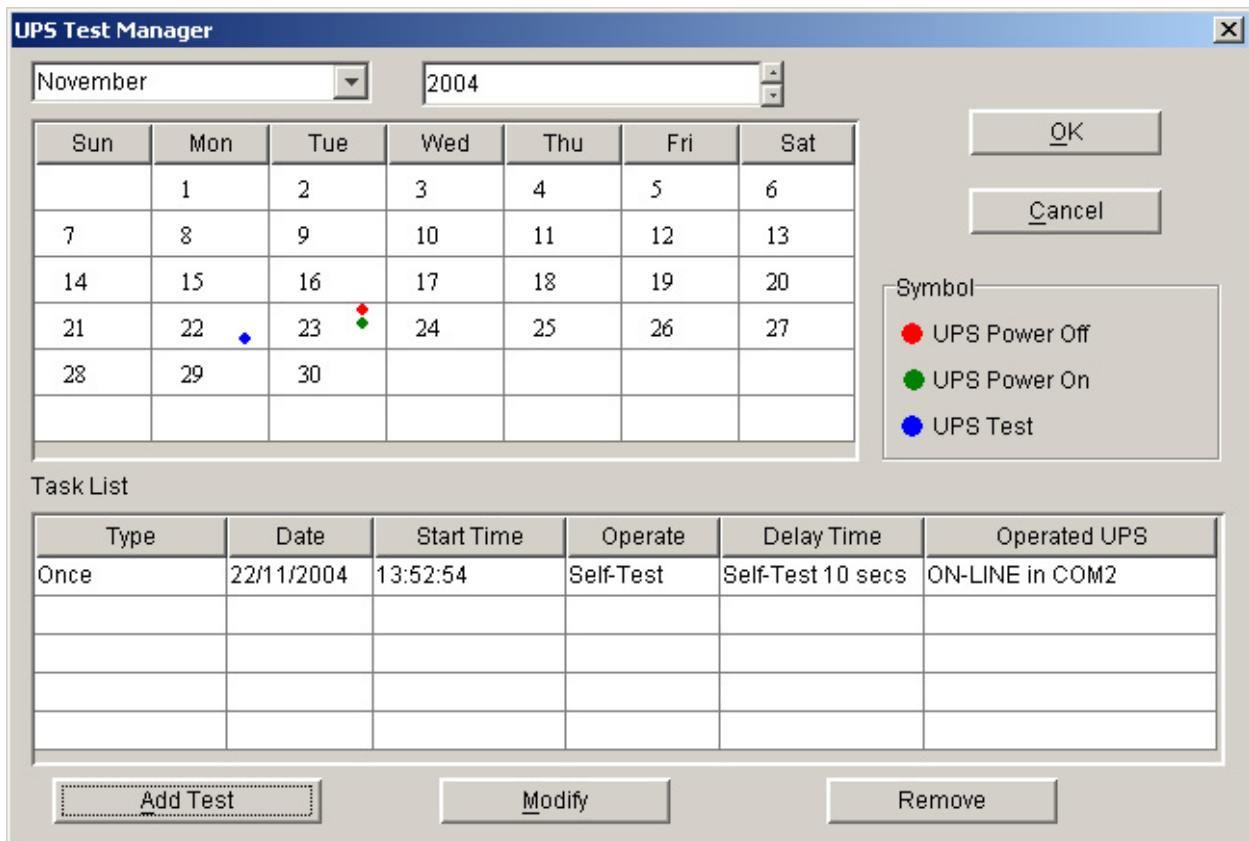 UPS Test Manager
November 2004
Sun Mon Tue Wed Thu Fri Sat
1 2 3 4 5 6
7 8 9 10 11 12 13
14 15 16 17 18 19 20
21 22 23 24 25 26 27
28 29 30
OK
Cancel
Symbol
UPS Power Off
UPS Power On
UPS Test
Task List
Type Date Start Time Operate Delay Time Operated UPS
Once 22/11/2004 13:52:54 Self-Test Self-Test 10 secs ON-LINE in COM2
Add Test Modify Remove